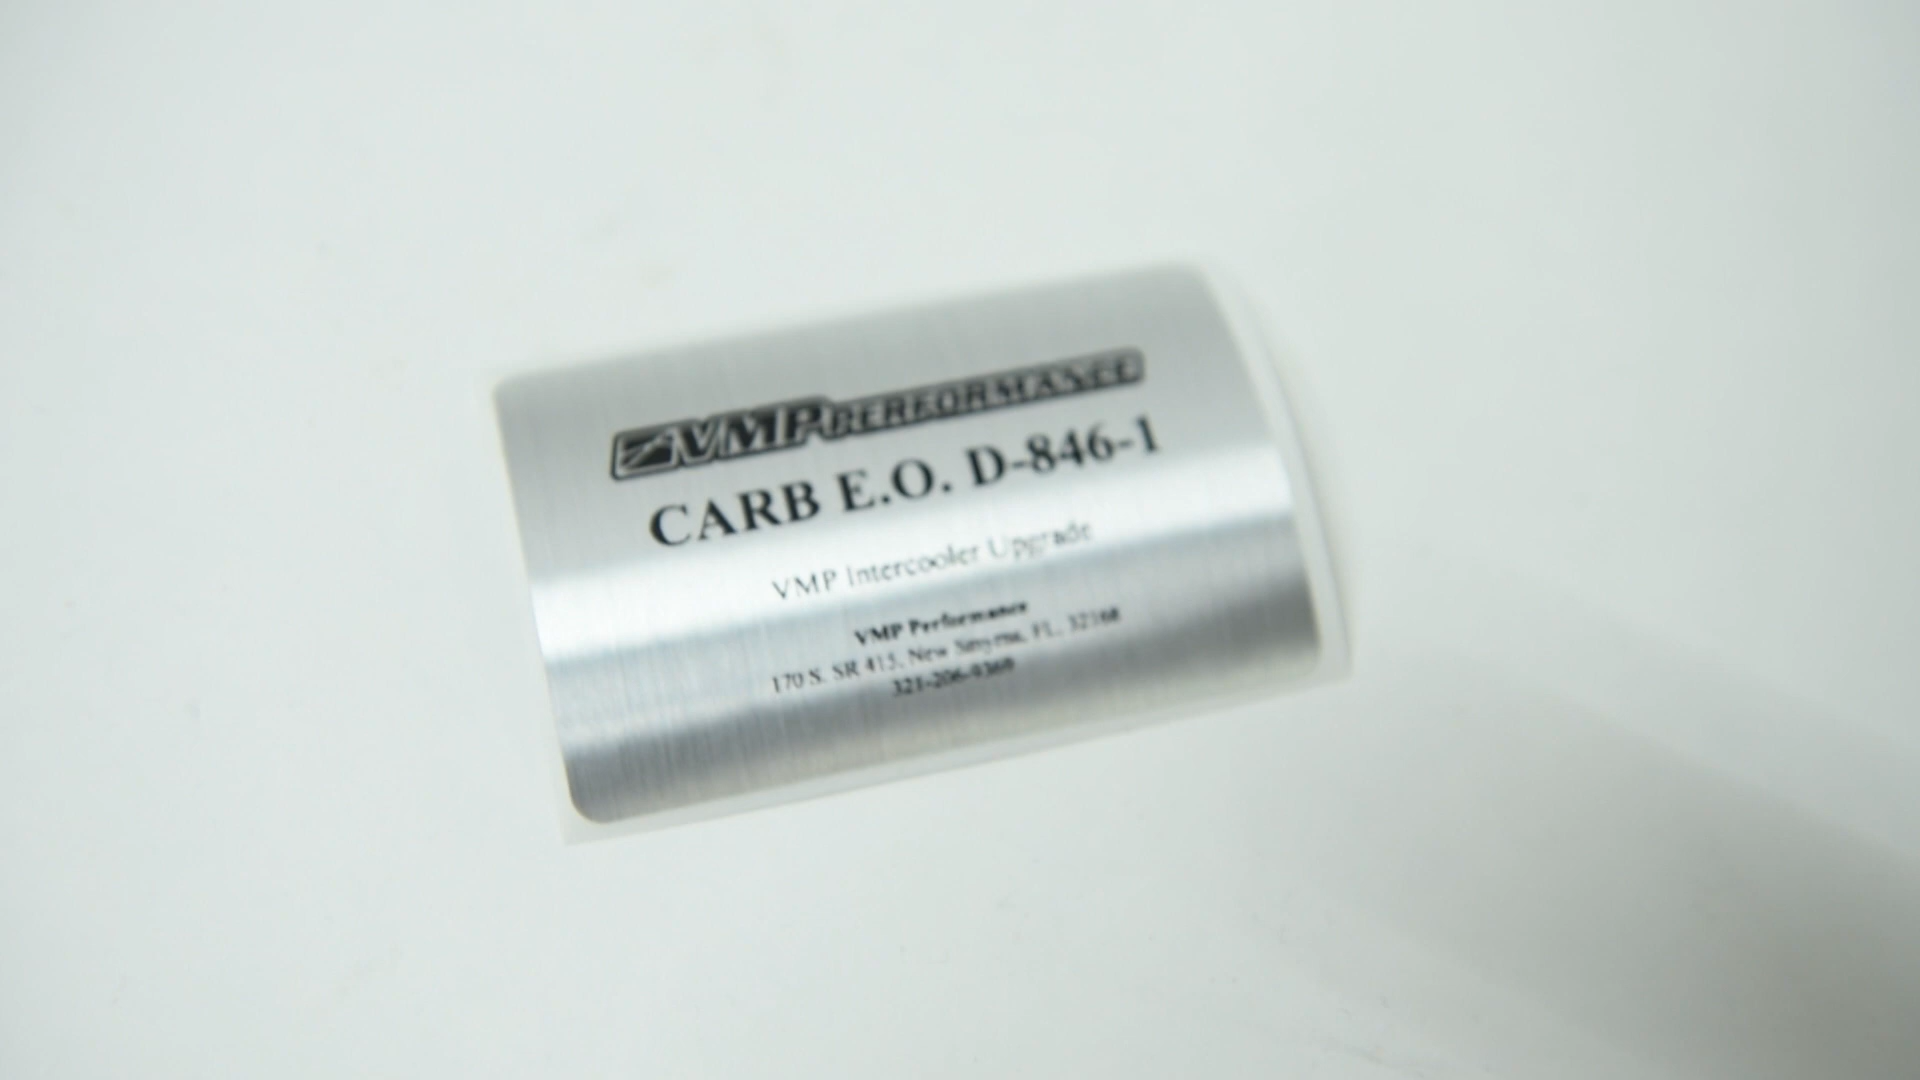 VMP PERFORMANCE
CARB E.O. D-846-1
VMP Intercooler Upgrade
VMP Performance
170 S. SR 415, New Smyrna, FL. 32168
321-206-9369